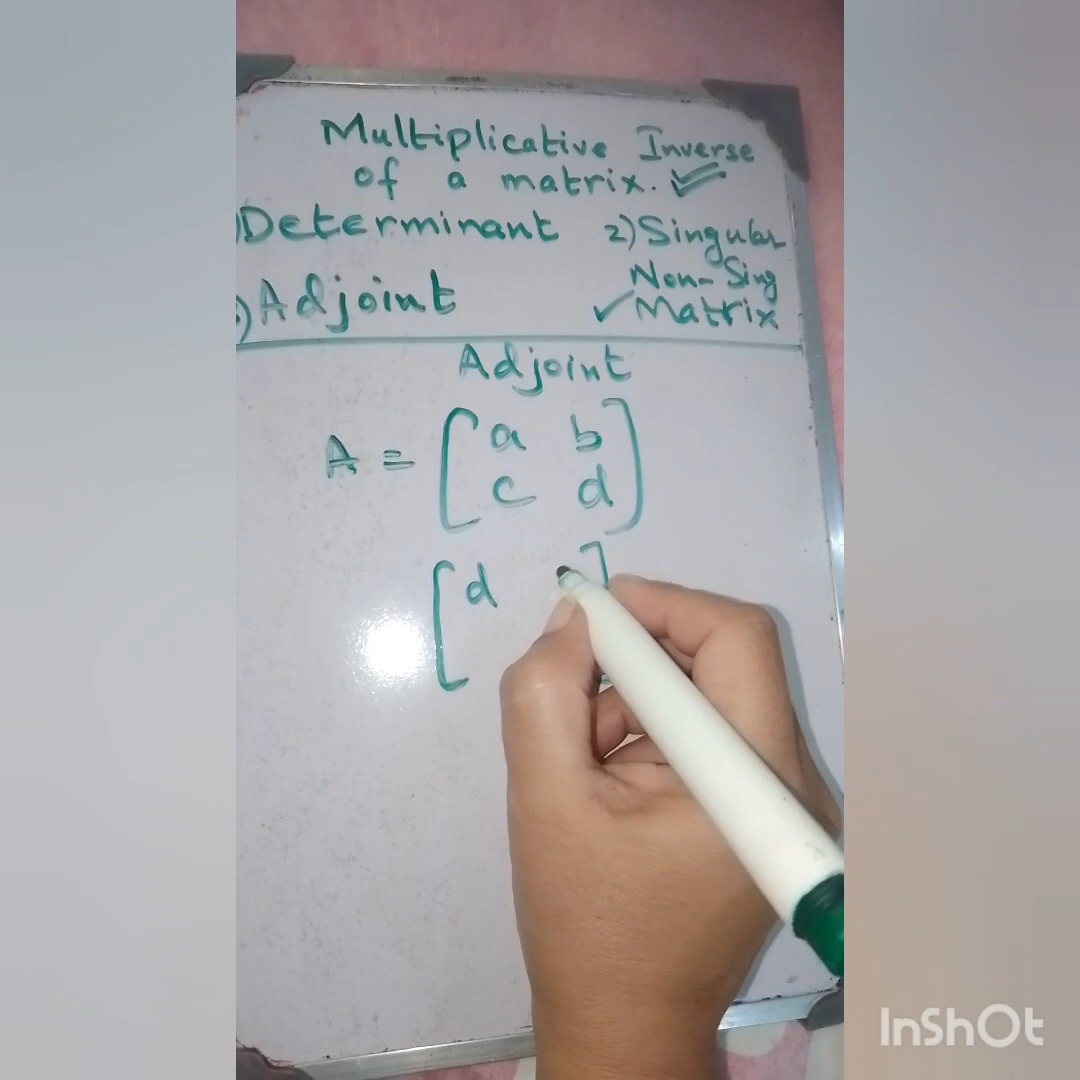 Multiplicative Inverse
of a matrix.
)Determinant 2) Singular
Non-Sing
)Adjoint ✓Matrix
Adjoint
A = [a b
c d]
[d ]
InShOt